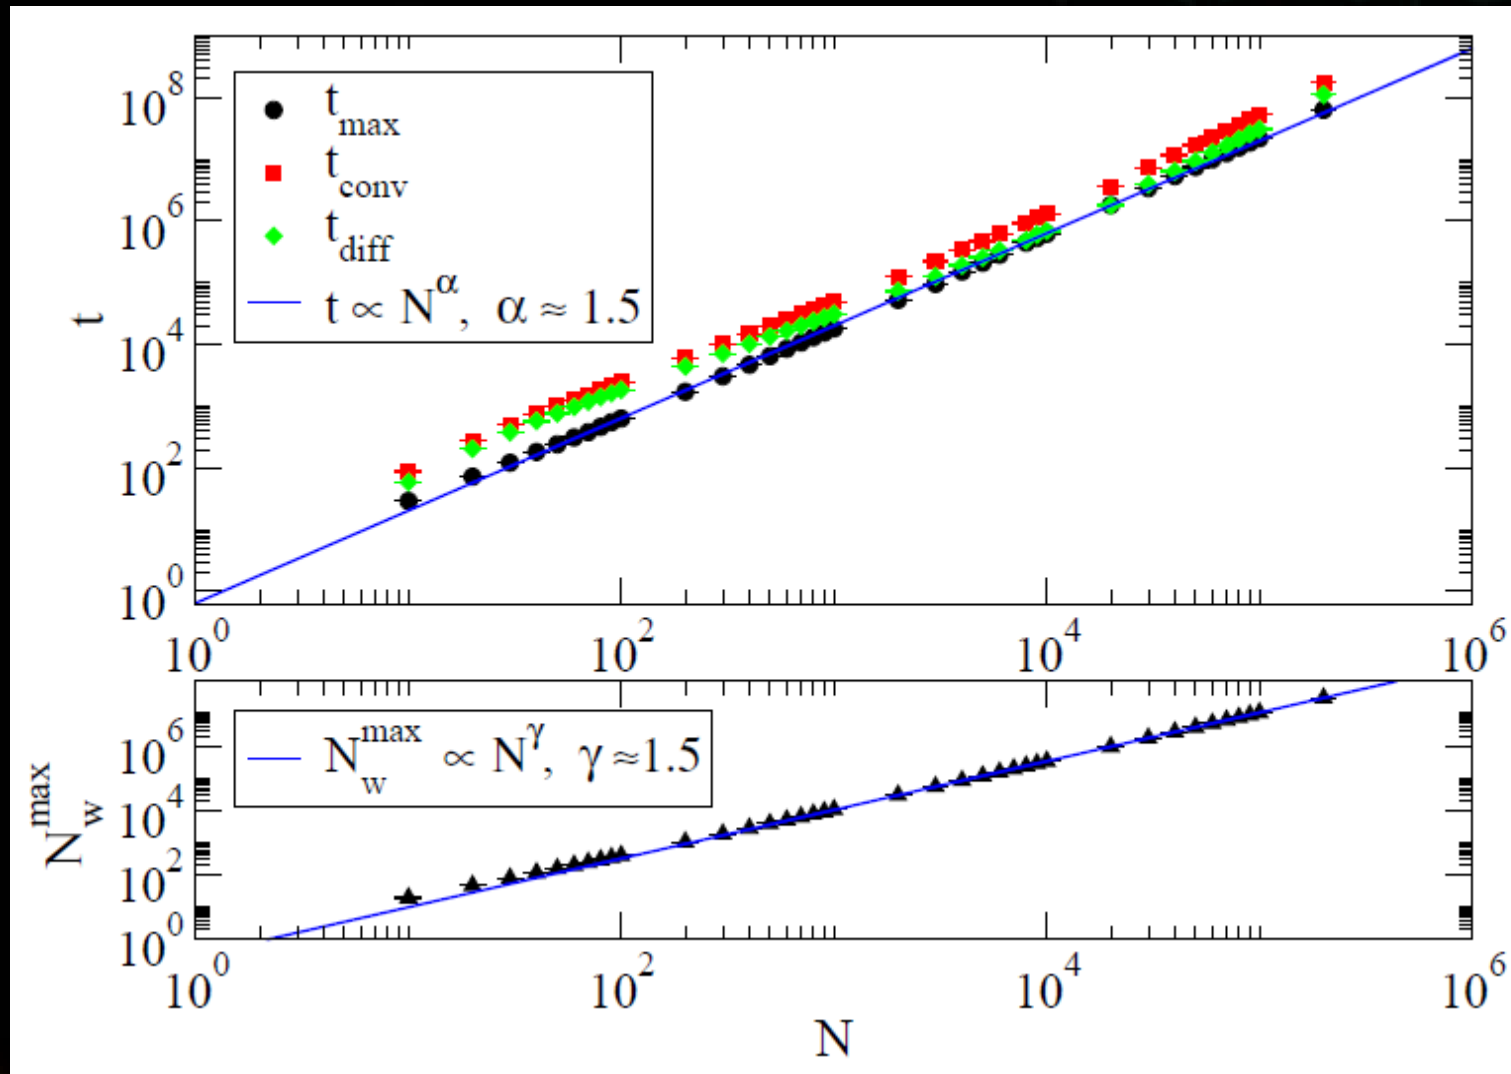 10^8
10^6
10^4
10^2
10^0
t
t_max
t_conv
t_diff
t ∝ N^α, α ≈ 1.5
10^0 10^2 10^4 10^6
10^6
10^4
10^2
10^0
N_w^max
N_w^max ∝ N^γ, γ ≈1.5
10^0 10^2 10^4 10^6
N